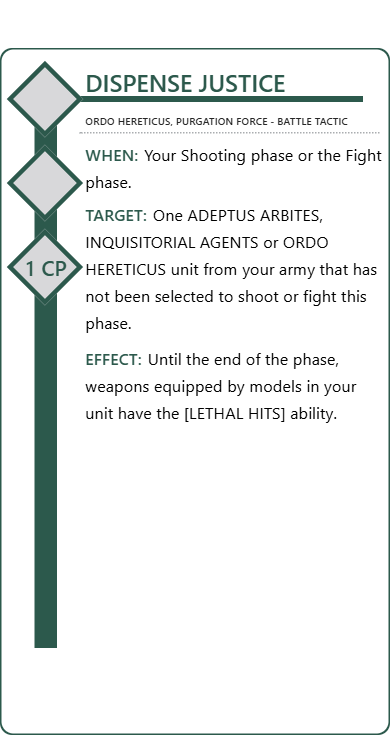 DISPENSE JUSTICE
ORDO HERETICUS, PURGATION FORCE - BATTLE TACTIC
WHEN: Your Shooting phase or the Fight
phase.
TARGET: One ADEPTUS ARBITES,
INQUISITORIAL AGENTS or ORDO
1 CP
HERETICUS unit from your army that has
not been selected to shoot or fight this
phase.
EFFECT: Until the end of the phase,
weapons equipped by models in your
unit have the [LETHAL HITS] ability.